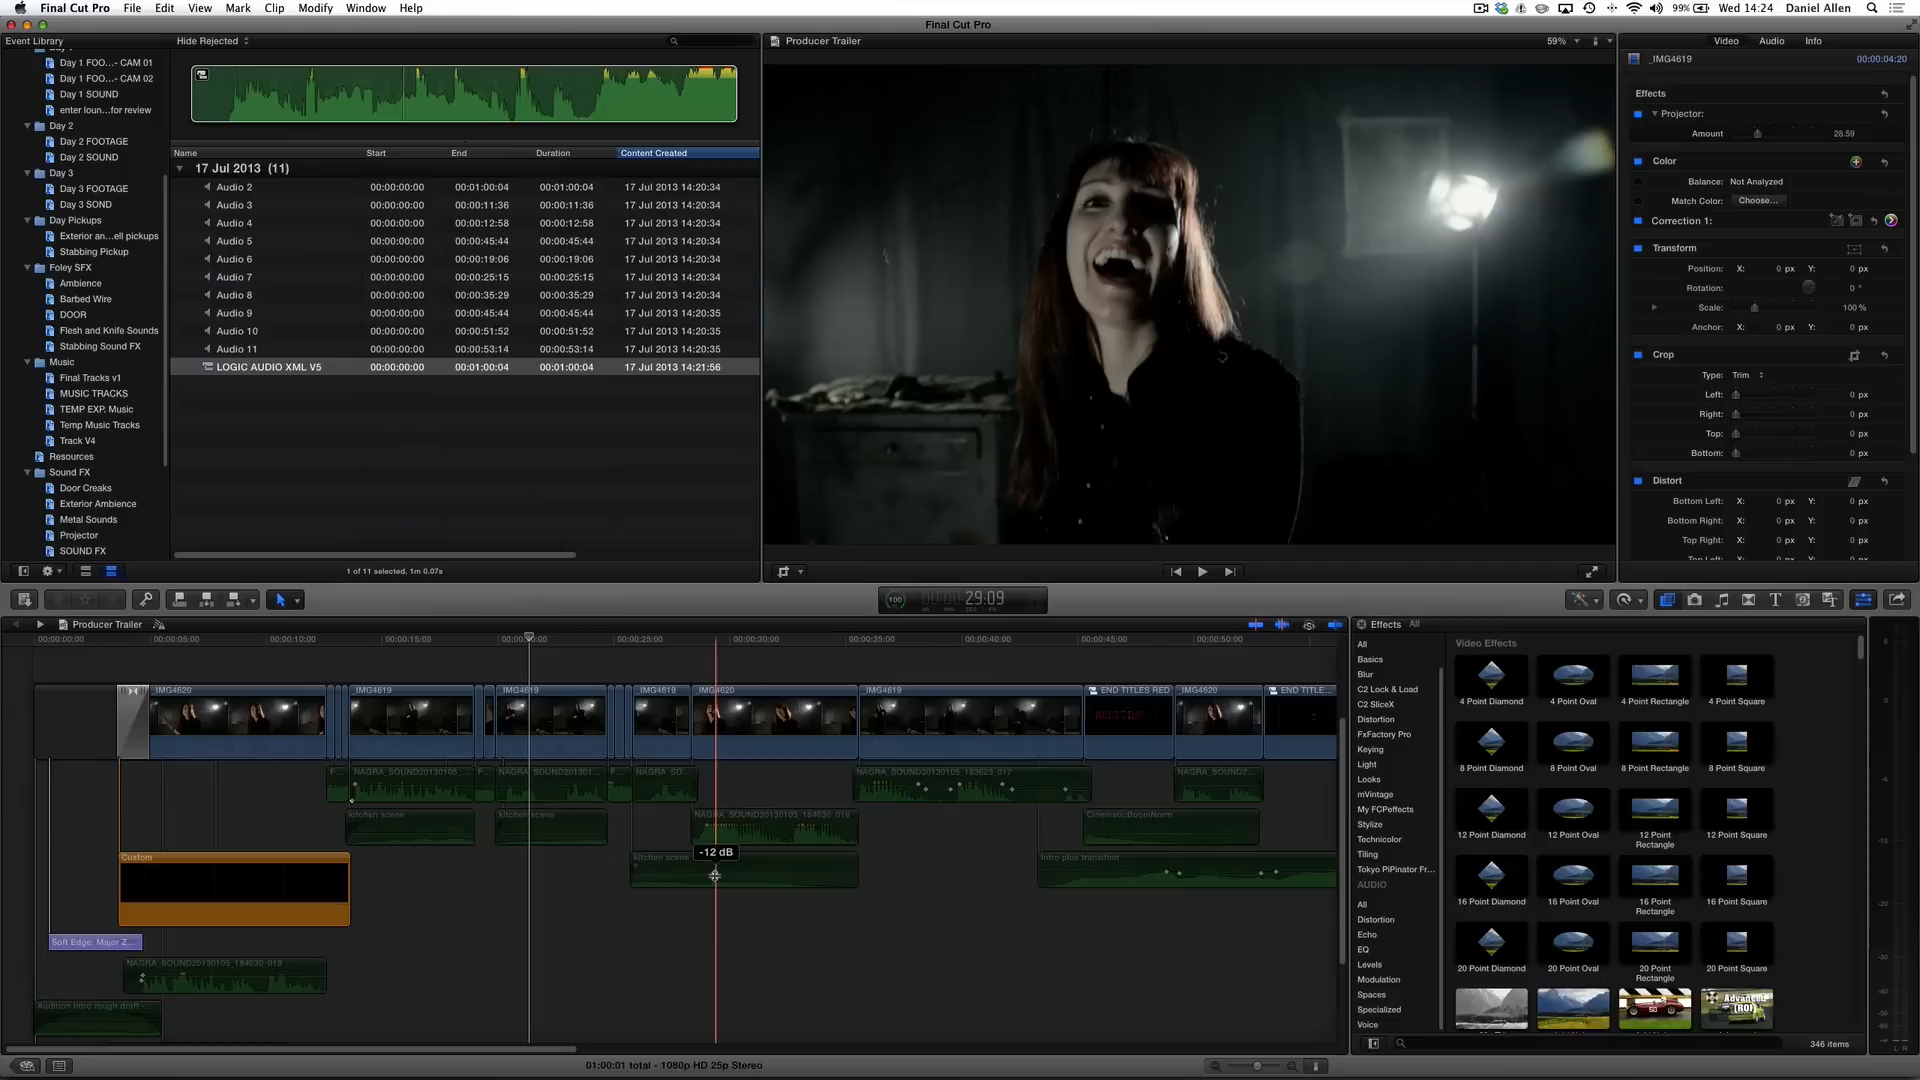 Final Cut Pro File Edit View Mark Clip Modify Window Help 99% Wed 14:24 Daniel Allen
Final Cut Pro
Event Library
Hide Rejected
Producer Trailer 59%
Video Audio Info
Day 1 FOO...- CAM 01
Day 1 FOO...- CAM 02
Day 1 SOUND
enter loun...for review
Day 2
Day 2 FOOTAGE
Day 2 SOUND
Day 3
Day 3 FOOTAGE
Day 3 SOND
Day Pickups
Exterior an...ell pickups
Stabbing Pickup
Foley SFX
Ambience
Barbed Wire
DOOR
Flesh and Knife Sounds
Stabbing Sound FX
Music
Final Tracks v1
MUSIC TRACKS
TEMP EXP. Music
Temp Music Tracks
Track V4
Resources
Sound FX
Door Creaks
Exterior Ambience
Metal Sounds
Projector
SOUND FX
Name Start End Duration Content Created
17 Jul 2013 (11)
Audio 2 00:00:00:00 00:01:00:04 00:01:00:04 17 Jul 2013 14:20:34
Audio 3 00:00:00:00 00:00:11:36 00:00:11:36 17 Jul 2013 14:20:34
Audio 4 00:00:00:00 00:00:12:58 00:00:12:58 17 Jul 2013 14:20:34
Audio 5 00:00:00:00 00:00:45:44 00:00:45:44 17 Jul 2013 14:20:34
Audio 6 00:00:00:00 00:00:19:06 00:00:19:06 17 Jul 2013 14:20:34
Audio 7 00:00:00:00 00:00:25:15 00:00:25:15 17 Jul 2013 14:20:34
Audio 8 00:00:00:00 00:00:35:29 00:00:35:29 17 Jul 2013 14:20:34
Audio 9 00:00:00:00 00:00:45:44 00:00:45:44 17 Jul 2013 14:20:35
Audio 10 00:00:00:00 00:00:51:52 00:00:51:52 17 Jul 2013 14:20:35
Audio 11 00:00:00:00 00:00:53:14 00:00:53:14 17 Jul 2013 14:20:35
LOGIC AUDIO XML V5 00:00:00:00 00:01:00:04 00:01:00:04 17 Jul 2013 14:21:56
1 of 11 selected, 1m 0.07s
_IMG4619 00:00:04:20
Effects
Projector:
Amount 28.59
Color
Balance: Not Analyzed
Match Color: Choose...
Correction 1:
Transform
Position: X: 0 px Y: 0 px
Rotation: 0 °
Scale: 100 %
Anchor: X: 0 px Y: 0 px
Crop
Type: Trim
Left: 0 px
Right: 0 px
Top: 0 px
Bottom: 0 px
Distort
Bottom Left: X: 0 px Y: 0 px
Bottom Right: X: 0 px Y: 0 px
Top Right: X: 0 px Y: 0 px
100 29:09
Producer Trailer
00:00:00:00 00:00:05:00 00:00:10:00 00:00:15:00 00:00:25:00 00:00:30:00 00:00:35:00 00:00:40:00 00:00:45:00 00:00:50:00
_IMG4620 _IMG4619 _IMG4619 _IMG4619 _IMG4620 _IMG4619 END TITLES RED _IMG4620 END TITLE...
F... NAGRA_SOUND20130105_... F... NAGRA_SOUND201301... F... NAGRA_SO... NAGRA_SOUND20130105_183623_017 NAGRA_SOUND2...
kitchen scene kitchen scene NAGRA_SOUND20130105_184630_018 CinematicBoomNorm
-12 dB
Custom kitchen scene Intro plus transition
Soft Edge: Major Z...
NAGRA_SOUND20130105_184630_018
Audition Intro rough draft -...
01:00:01 total - 1080p HD 25p Stereo
Effects All
All
Basics
Blur
C2 Lock & Load
C2 SliceX
Distortion
FxFactory Pro
Keying
Light
Looks
mVintage
My FCPeffects
Stylize
Technicolor
Tiling
Tokyo PiPinator Fr...
AUDIO
All
Distortion
Echo
EQ
Levels
Modulation
Spaces
Specialized
Voice
Video Effects
4 Point Diamond 4 Point Oval 4 Point Rectangle 4 Point Square
8 Point Diamond 8 Point Oval 8 Point Rectangle 8 Point Square
12 Point Diamond 12 Point Oval 12 Point Rectangle 12 Point Square
16 Point Diamond 16 Point Oval 16 Point Rectangle 16 Point Square
20 Point Diamond 20 Point Oval 20 Point Rectangle 20 Point Square
50 Advanced (ROI)
346 items